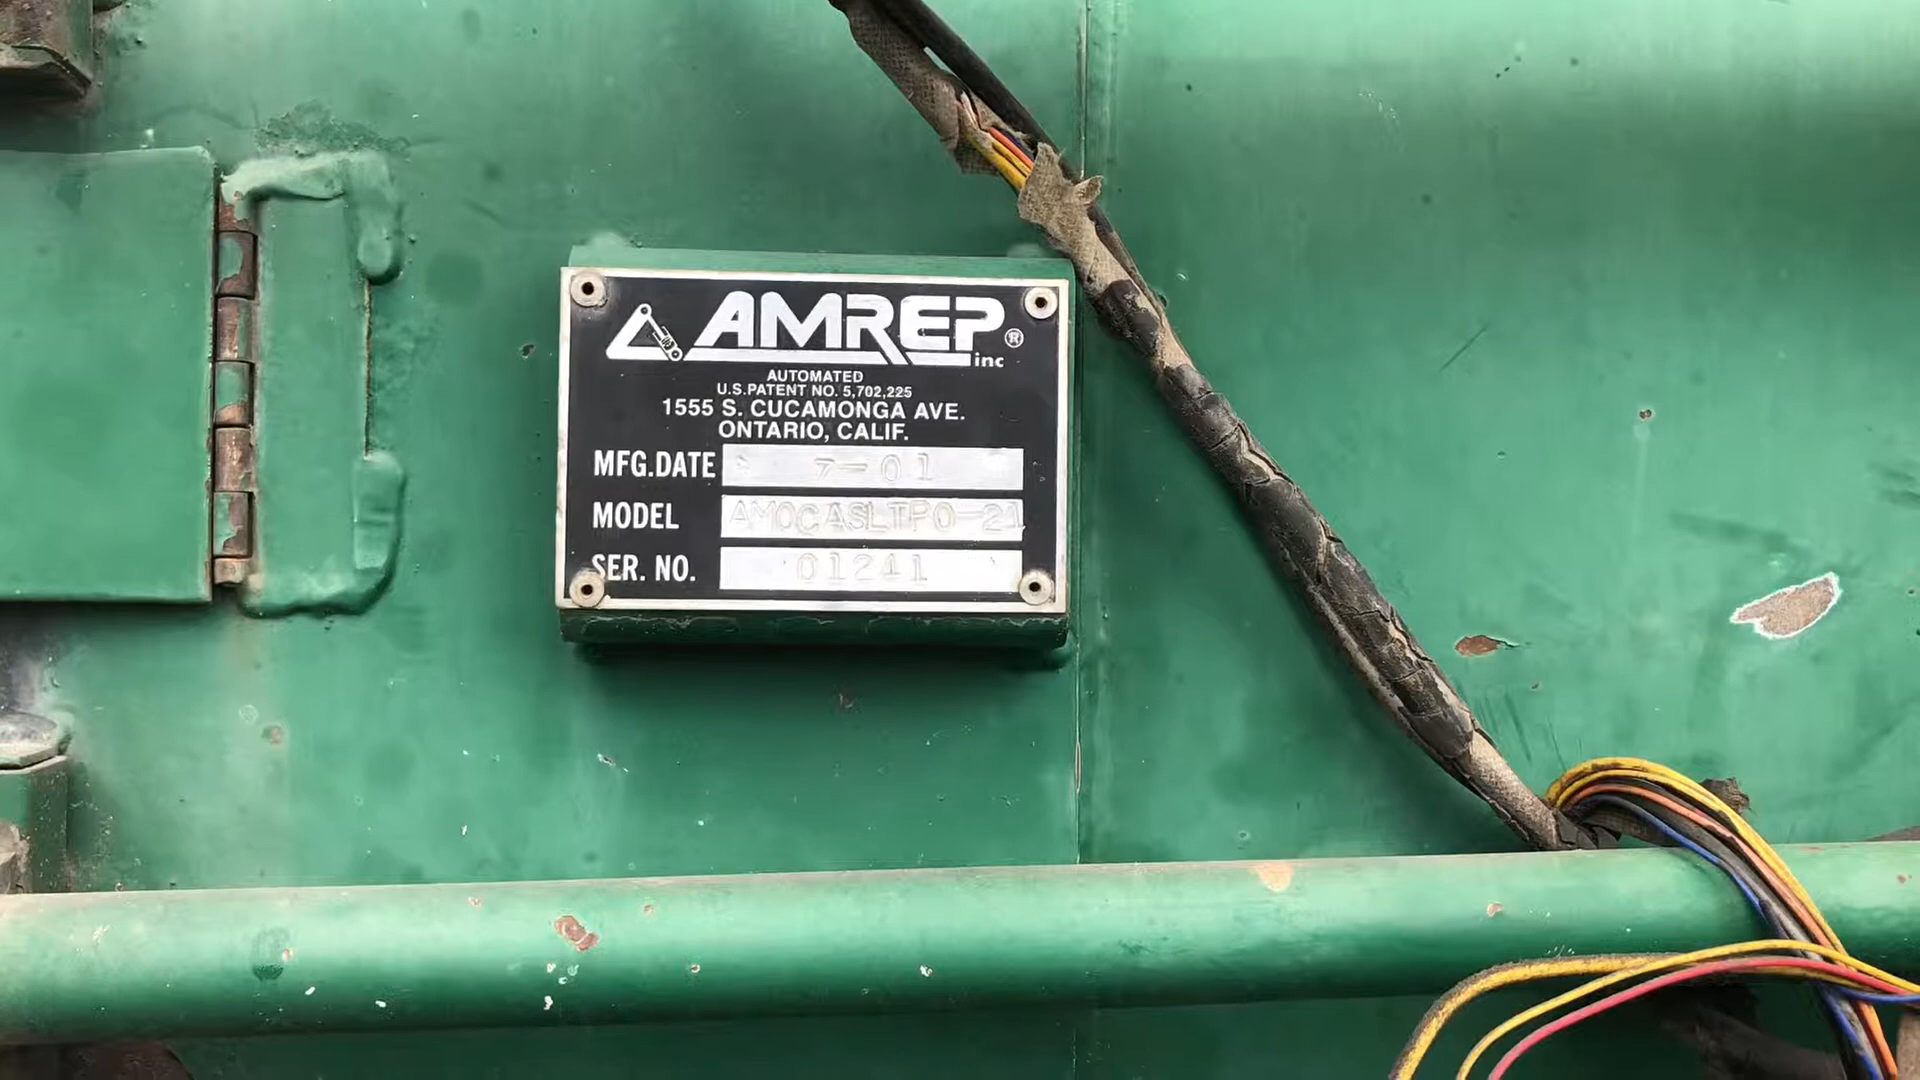 AMREP®
inc
AUTOMATED
U.S. PATENT NO. 5,702,225
1555 S. CUCAMONGA AVE.
ONTARIO, CALIF.
MFG.DATE 7-01
MODEL AMOCASLTPO-21
SER. NO. 01241